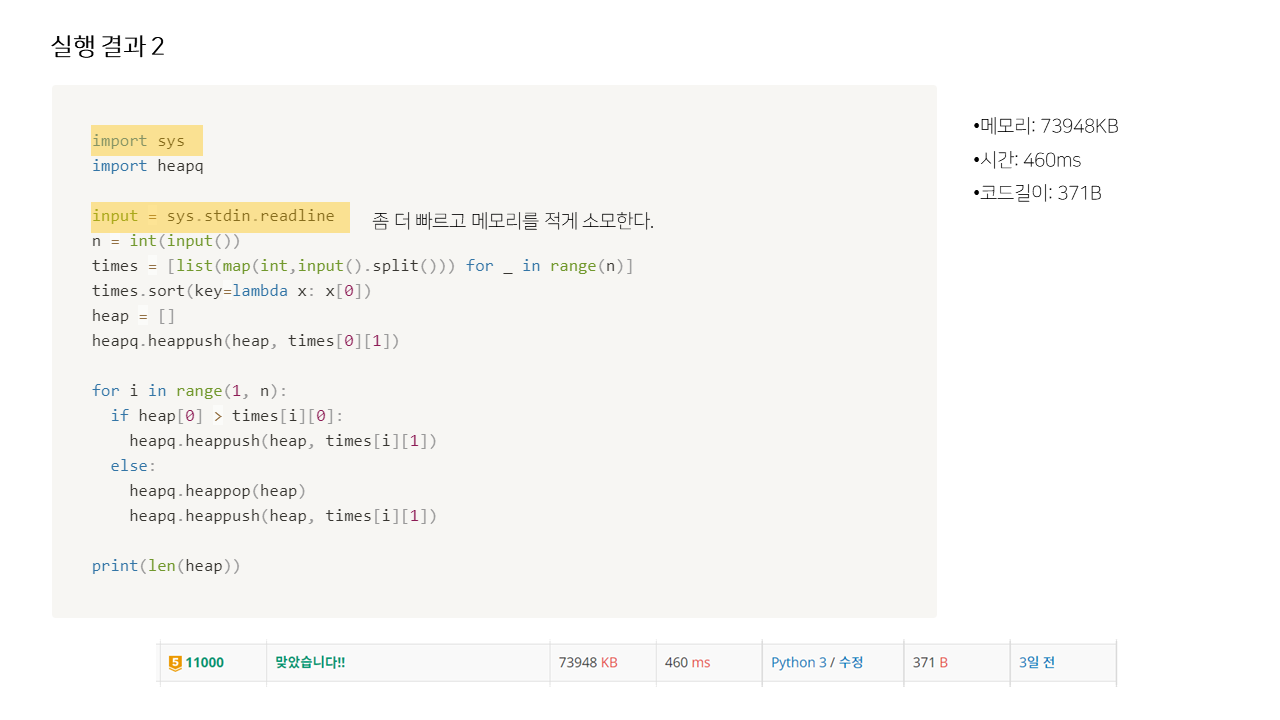 실행 결과 2
import sys
import heapq
input = sys.stdin.readline
좀 더 빠르고 메모리를 적게 소모한다.
n = int(input())
times = [list(map(int,input().split())) for _ in range(n)]
times.sort(key=lambda x: x[0])
heap = []
heapq.heappush(heap, times[0][1])
for i in range(1, n):
  if heap[0] > times[i][0]:
    heapq.heappush(heap, times[i][1])
  else:
    heapq.heappop(heap)
    heapq.heappush(heap, times[i][1])
print(len(heap))
•메모리: 73948KB
•시간: 460ms
•코드길이: 371B
5 11000 맞았습니다!! 73948 KB 460 ms Python 3 / 수정 371 B 3일 전